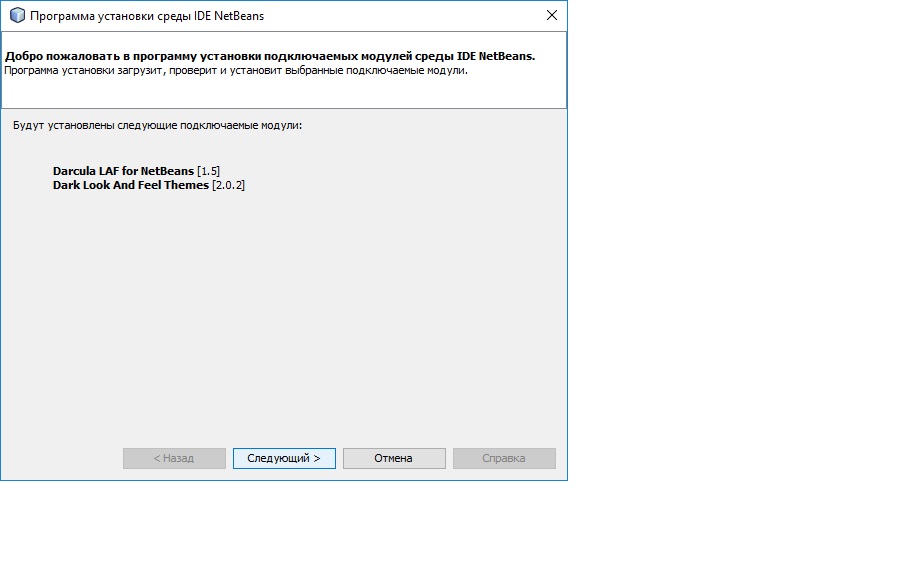 Программа установки среды IDE NetBeans
Добро пожаловать в программу установки подключаемых модулей среды IDE NetBeans.
Программа установки загрузит, проверит и установит выбранные подключаемые модули.
Будут установлены следующие подключаемые модули:
Darcula LAF for NetBeans [1.5]
Dark Look And Feel Themes [2.0.2]
< Назад Следующий > Отмена Справка